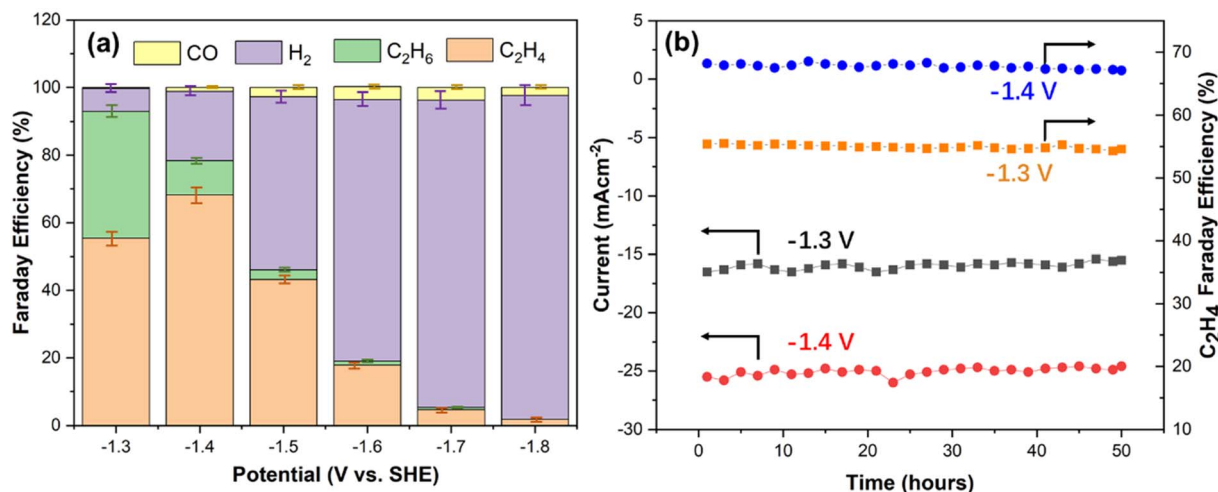 (a)
CO H₂ C₂H₆ C₂H₄
Faraday Efficiency (%)
120
100
80
60
40
20
0
-1.3 -1.4 -1.5 -1.6 -1.7 -1.8
Potential (V vs. SHE)
(b)
Current (mAcm⁻²)
5
0
-5
-10
-15
-20
-25
-30
-1.4 V
-1.3 V
-1.3 V
-1.4 V
0 10 20 30 40 50
Time (hours)
70
60
50
40
30
20
10
C₂H₄ Faraday Efficiency (%)